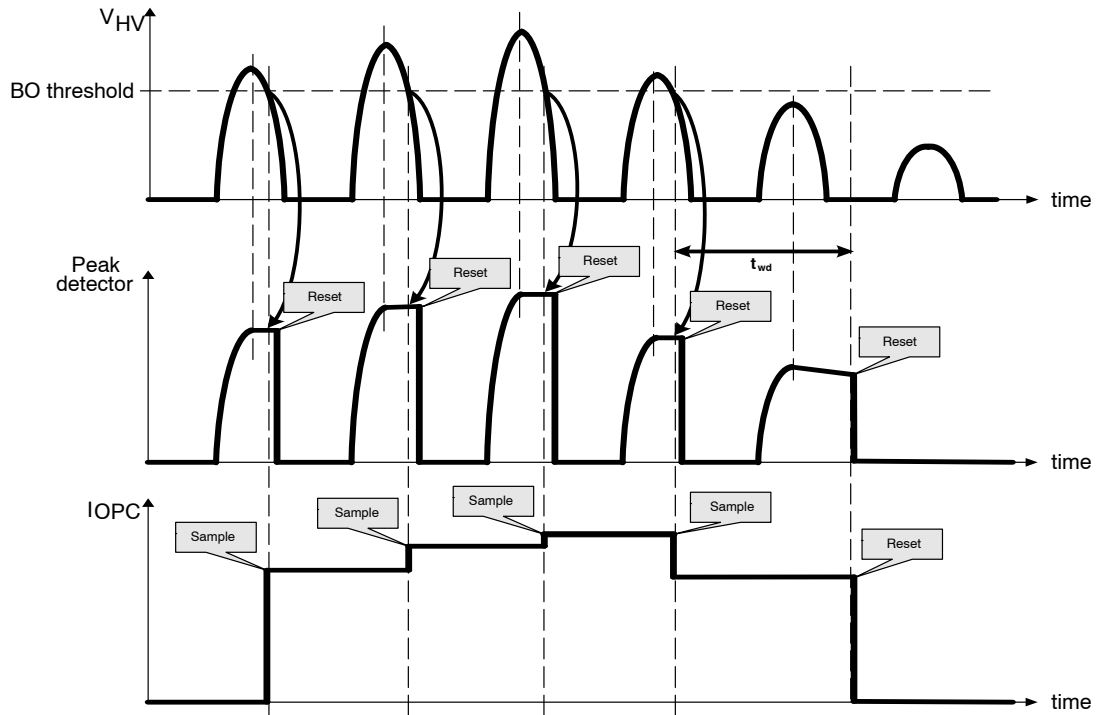 VHV
BO threshold
time
twd
Peak
detector
Reset
Reset
Reset
Reset
Reset
time
IOPC
Sample
Sample
Sample
Sample
Reset
time